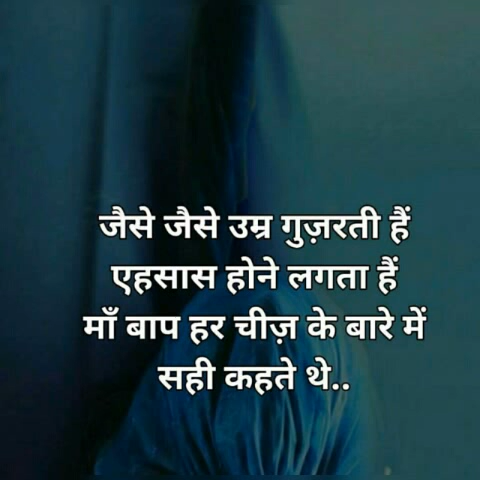 जैसे जैसे उम्र गुज़रती हैं
एहसास होने लगता हैं
माँ बाप हर चीज़ के बारे में
सही कहते थे..